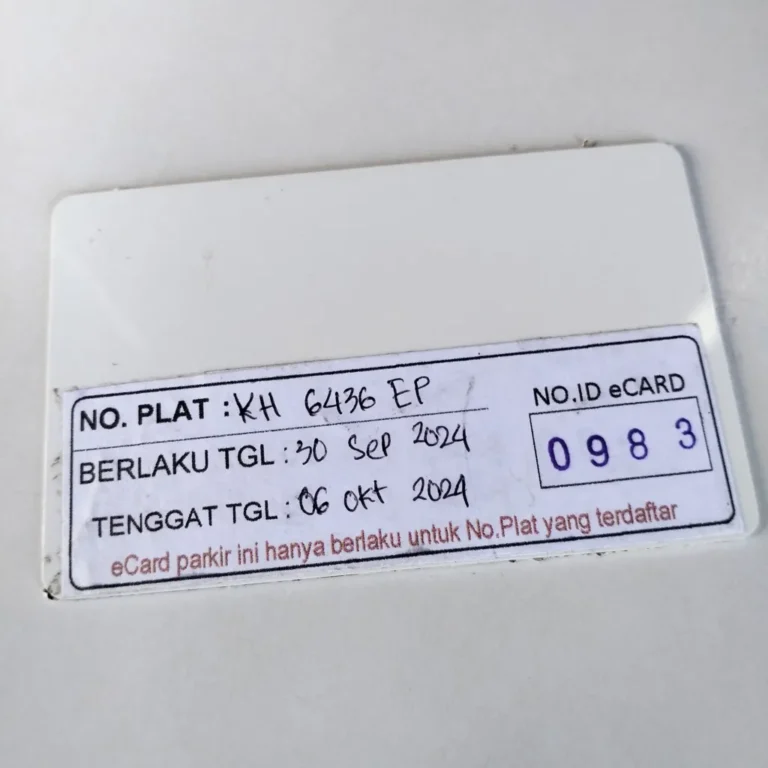 NO. PLAT : KH 6436 EP
BERLAKU TGL : 30 Sep 2024
TENGGAT TGL : 06 Okt 2024
eCard parkir ini hanya berlaku untuk No.Plat yang terdaftar
NO.ID eCARD
0983